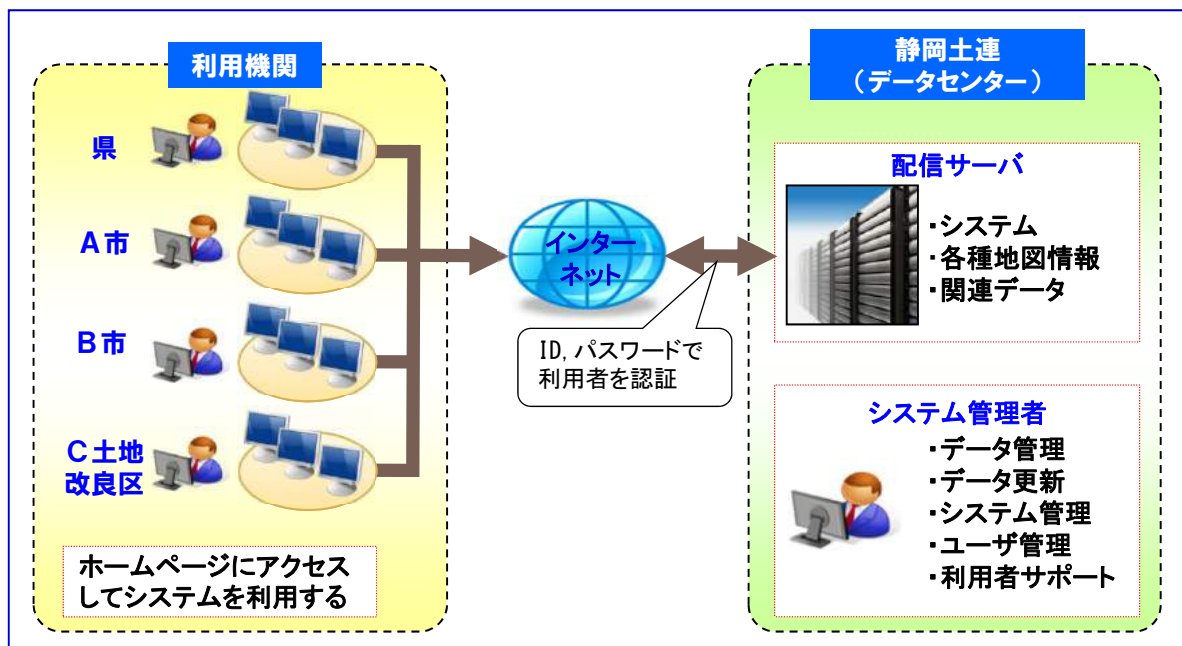 利用機関
県
A市
B市
C土地
改良区
ホームページにアクセス
してシステムを利用する
インター
ネット
ID, パスワードで
利用者を認証
静岡土連
(データセンター)
配信サーバ
・システム
・各種地図情報
・関連データ
システム管理者
・データ管理
・データ更新
・システム管理
・ユーザ管理
・利用者サポート